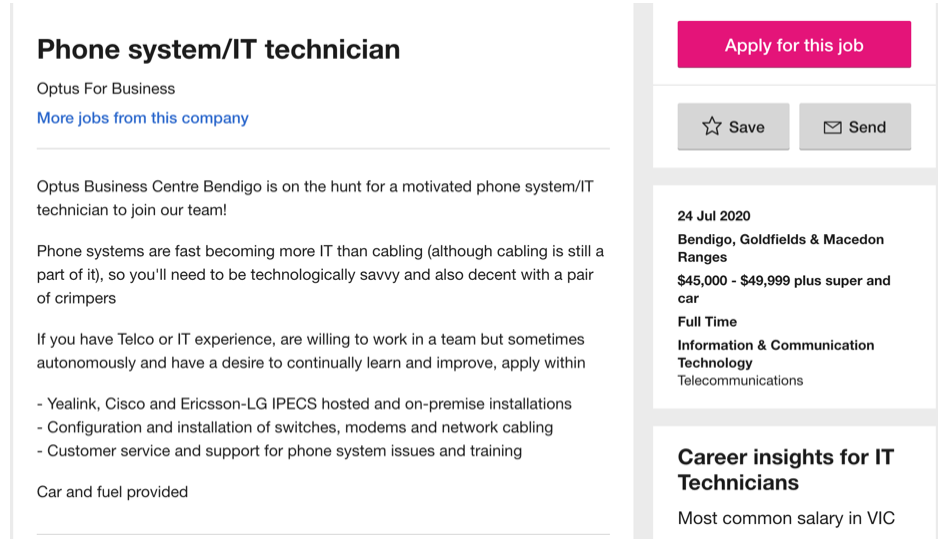 Phone system/IT technician
Optus For Business
More jobs from this company
Optus Business Centre Bendigo is on the hunt for a motivated phone system/IT
technician to join our team!
Phone systems are fast becoming more IT than cabling (although cabling is still a
part of it), so you'll need to be technologically savvy and also decent with a pair
of crimpers
If you have Telco or IT experience, are willing to work in a team but sometimes
autonomously and have a desire to continually learn and improve, apply within
- Yealink, Cisco and Ericsson-LG IPECS hosted and on-premise installations
- Configuration and installation of switches, modems and network cabling
- Customer service and support for phone system issues and training
Car and fuel provided
Apply for this job
Save
Send
24 Jul 2020
Bendigo, Goldfields & Macedon
Ranges
$45,000 - $49,999 plus super and
car
Full Time
Information & Communication
Technology
Telecommunications
Career insights for IT
Technicians
Most common salary in VIC